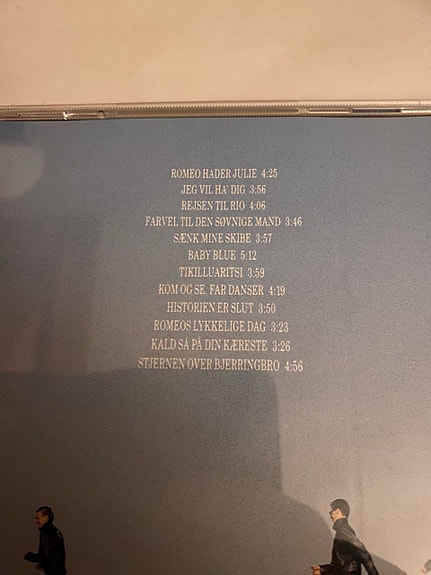 ROMEO HADER JULIE 4:25
JEG VIL HA' DIG 3:56
REJSEN TIL RIO 4:06
FARVEL TIL DEN SØVNIGE MAND 3:46
SÆNK MINE SKIBE 3:57
BABY BLUE 5:12
TIKILLUARITSI 3:59
KOM OG SE, FAR DANSER 4:19
HISTORIEN ER SLUT 3:50
ROMEOS LYKKELIGE DAG 3:23
KALD SÅ PÅ DIN KÆRESTE 3:26
STJERNEN OVER BJERRINGBRO 4:56